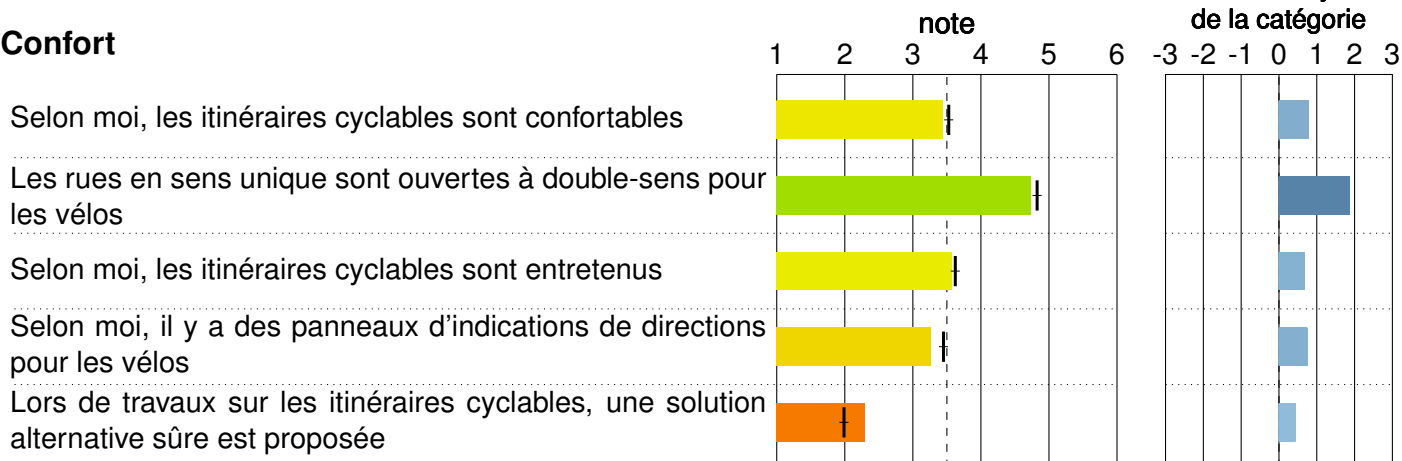 note
de la catégorie
Confort
1 2 3 4 5 6
-3 -2 -1 0 1 2 3
Selon moi, les itinéraires cyclables sont confortables
Les rues en sens unique sont ouvertes à double-sens pour
les vélos
Selon moi, les itinéraires cyclables sont entretenus
Selon moi, il y a des panneaux d'indications de directions
pour les vélos
Lors de travaux sur les itinéraires cyclables, une solution
alternative sûre est proposée